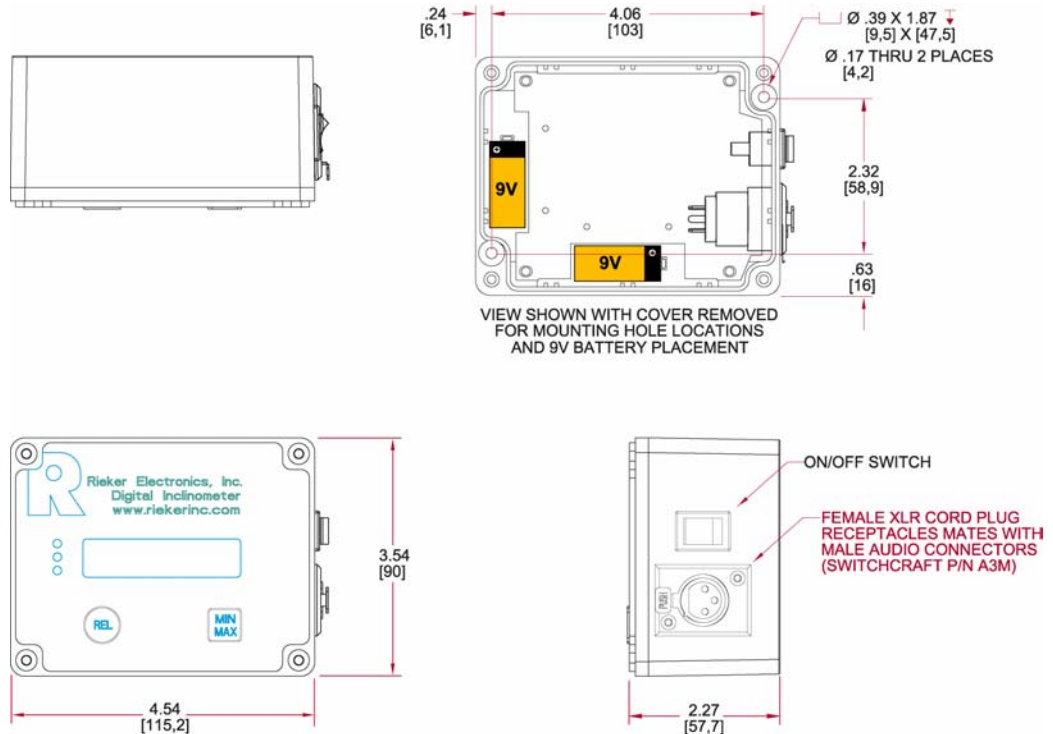 .24
[6,1]
4.06
[103]
Ø .39 X 1.87
[9,5] X [47,5]
Ø .17 THRU 2 PLACES
[4,2]
9V
9V
2.32
[58,9]
.63
[16]
VIEW SHOWN WITH COVER REMOVED
FOR MOUNTING HOLE LOCATIONS
AND 9V BATTERY PLACEMENT
R
Rieker Electronics, Inc.
Digital Inclinometer
www.riekerinc.com
REL
MIN
MAX
3.54
[90]
4.54
[115,2]
ON/OFF SWITCH
FEMALE XLR CORD PLUG
RECEPTACLES MATES WITH
MALE AUDIO CONNECTORS
(SWITCHCRAFT P/N A3M)
PUSH
2.27
[57,7]